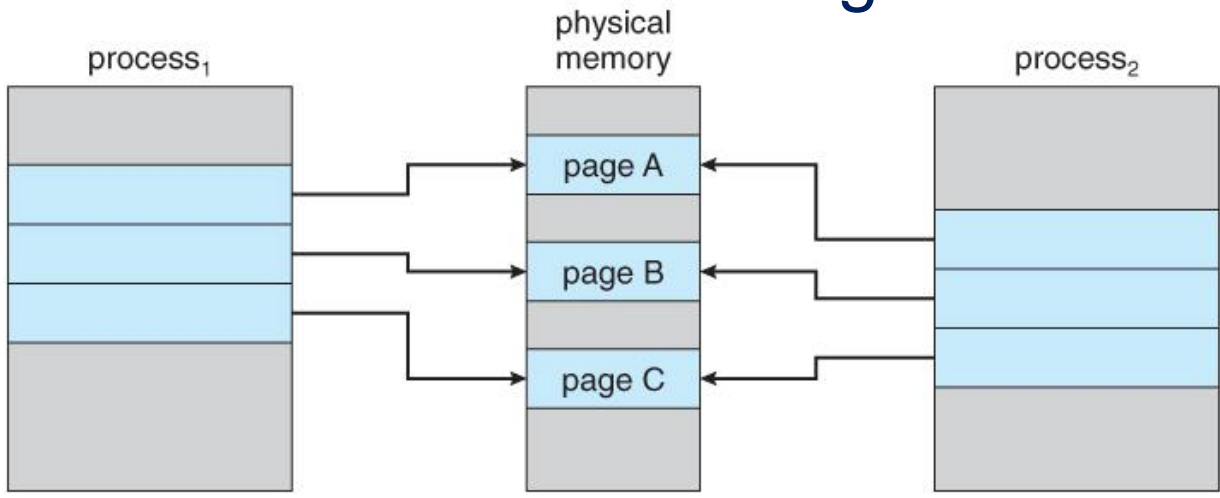 physical
memory
process₁
process₂
page A
page B
page C